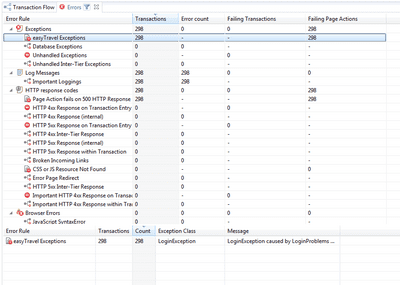 Transaction Flow Errors
Error Rule Transactions Error count Failing Transactions Failing Page Actions
Exceptions 298 0 0 298
easyTravel Exceptions 298 298 - 298
Database Exceptions 0 0 - -
Unhandled Exceptions 0 0 0 -
Unhandled Inter-Tier Exceptions 0 0 - -
Log Messages 298 298 0 0
Important Loggings 298 298 - -
HTTP response codes 298 0 0 298
Page Action fails on 500 HTTP Response 298 - - 298
HTTP 4xx Response on Transaction Entry 0 - 0 -
HTTP 4xx Response (internal) 0 - - -
HTTP 5xx Response on Transaction Entry 0 - 0 -
HTTP 4xx Inter-Tier Response 0 - - -
HTTP 5xx Response (internal) 0 - - -
HTTP 5xx Response within Transaction 0 - - -
Broken Incoming Links 0 - - -
CSS or JS Resource Not Found 0 - - 0
Error Page Redirect 0 - - -
HTTP 5xx Inter-Tier Response 0 - - -
Important HTTP 4xx Response on Transa 0 - 0 -
Important HTTP 4xx Response within Trai 0 - - -
Browser Errors 0 0 0 0
JavaScript SyntaxError 0 0 - -
Error Rule Transactions Count Exception Class Message
easyTravel Exceptions 298 298 LoginException LoginException caused by LoginProblems ...